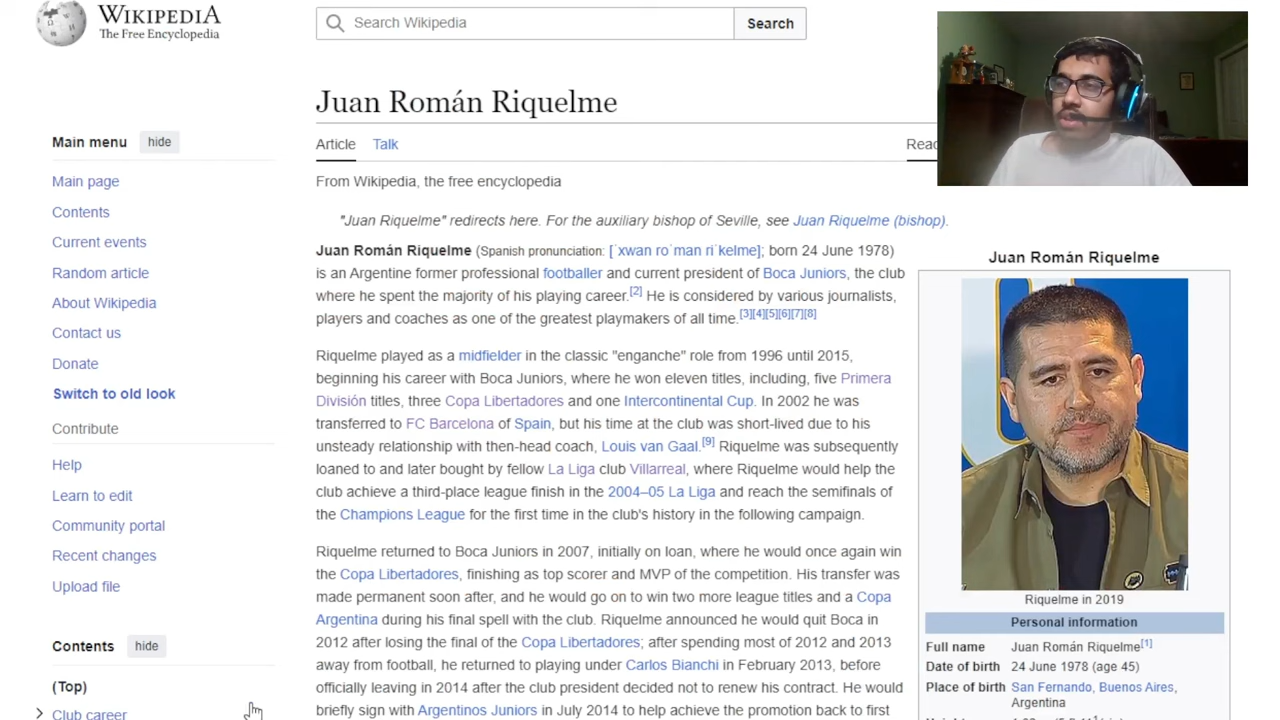 WIKIPEDIA
The Free Encyclopedia
Search Wikipedia
Search
Juan Román Riquelme
Article Talk
Main menu hide
Main page
Contents
Current events
Random article
About Wikipedia
Contact us
Donate
Switch to old look
Contribute
Help
Learn to edit
Community portal
Recent changes
Upload file
Contents hide
(Top)
Club career
From Wikipedia, the free encyclopedia
"Juan Riquelme" redirects here. For the auxiliary bishop of Seville, see Juan Riquelme (bishop).
Juan Román Riquelme (Spanish pronunciation: [ˈxwan roˈman riˈkelme]; born 24 June 1978)
is an Argentine former professional footballer and current president of Boca Juniors, the club
where he spent the majority of his playing career.[2] He is considered by various journalists,
players and coaches as one of the greatest playmakers of all time.[3][4][5][6][7][8]
Riquelme played as a midfielder in the classic "enganche" role from 1996 until 2015,
beginning his career with Boca Juniors, where he won eleven titles, including, five Primera
División titles, three Copa Libertadores and one Intercontinental Cup. In 2002 he was
transferred to FC Barcelona of Spain, but his time at the club was short-lived due to his
unsteady relationship with then-head coach, Louis van Gaal.[9] Riquelme was subsequently
loaned to and later bought by fellow La Liga club Villarreal, where Riquelme would help the
club achieve a third-place league finish in the 2004–05 La Liga and reach the semifinals of
the Champions League for the first time in the club's history in the following campaign.
Riquelme returned to Boca Juniors in 2007, initially on loan, where he would once again win
the Copa Libertadores, finishing as top scorer and MVP of the competition. His transfer was
made permanent soon after, and he would go on to win two more league titles and a Copa
Argentina during his final spell with the club. Riquelme announced he would quit Boca in
2012 after losing the final of the Copa Libertadores; after spending most of 2012 and 2013
away from football, he returned to playing under Carlos Bianchi in February 2013, before
officially leaving in 2014 after the club president decided not to renew his contract. He would
briefly sign with Argentinos Juniors in July 2014 to help achieve the promotion back to first
Juan Román Riquelme
Riquelme in 2019
Personal information
Full name Juan Román Riquelme[1]
Date of birth 24 June 1978 (age 45)
Place of birth San Fernando, Buenos Aires,
Argentina